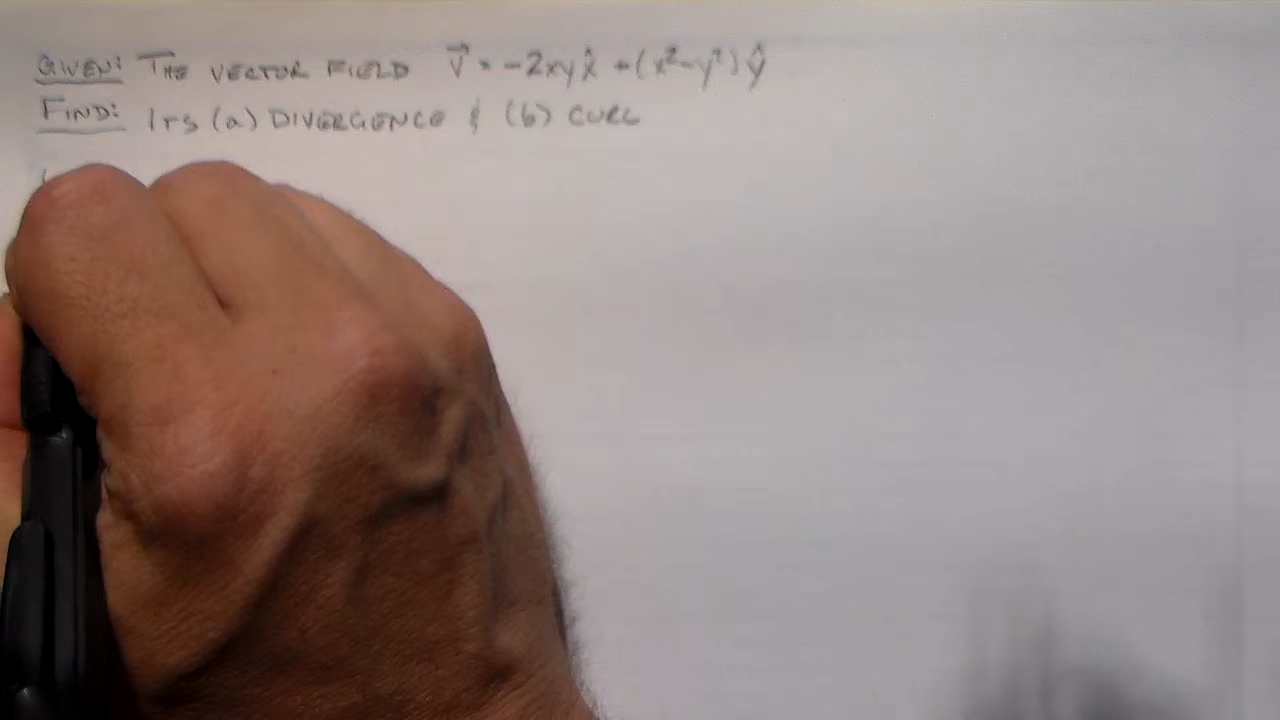 GIVEN: THE VECTOR FIELD V⃗ = -2xy x̂ + (x²-y²) ŷ
FIND: ITS (a) DIVERGENCE & (b) CURL
(